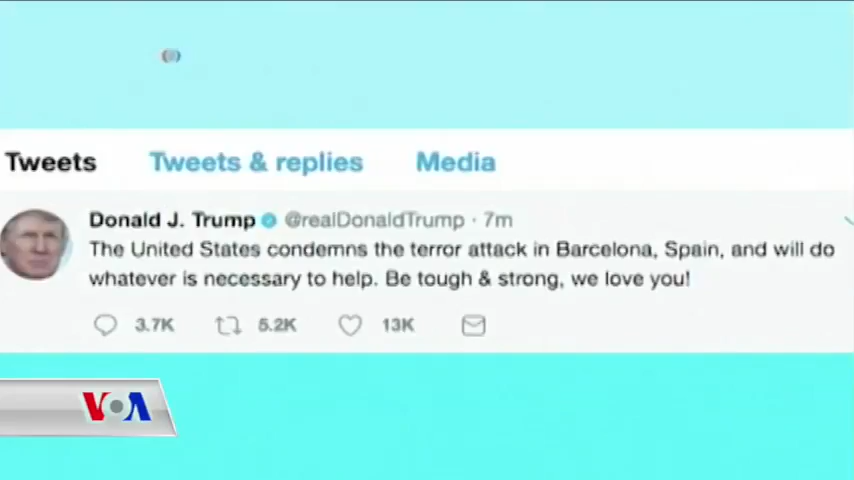 Tweets Tweets & replies Media
Donald J. Trump @realDonaldTrump · 7m
The United States condemns the terror attack in Barcelona, Spain, and will do
whatever is necessary to help. Be tough & strong, we love you!
3.7K 5.2K 13K
VOA